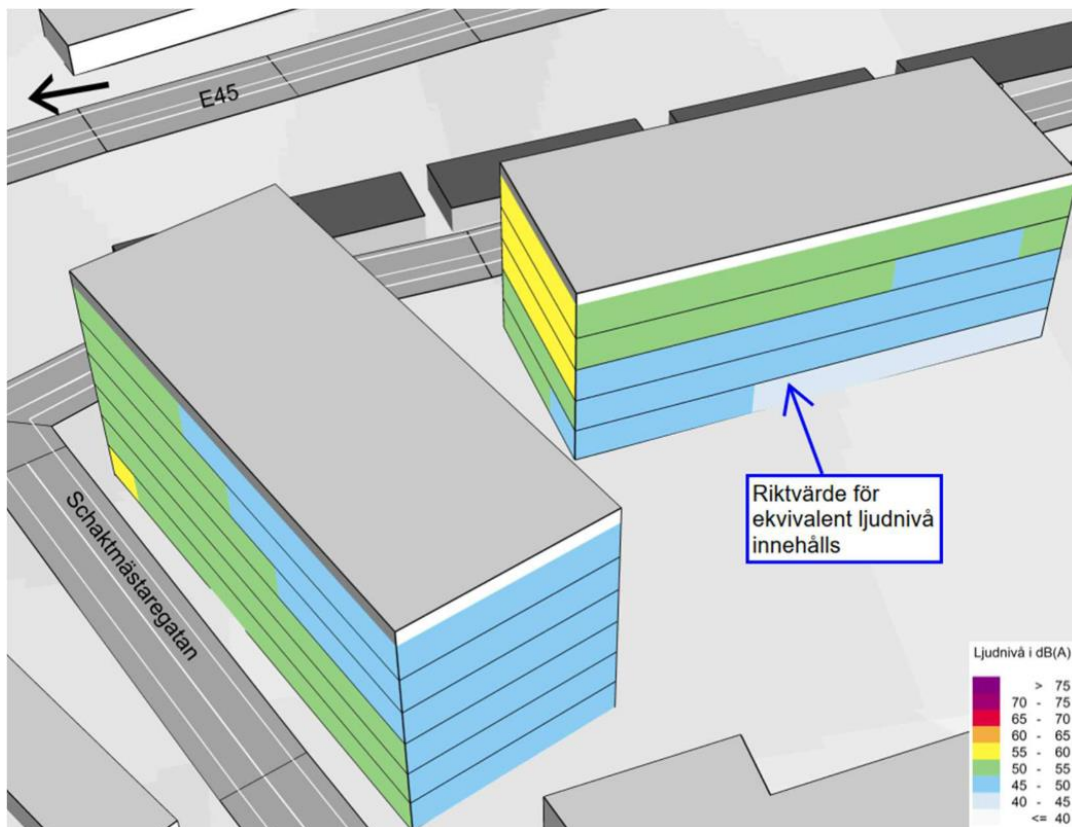 E45
Schaktmästaregatan
Riktvärde för
ekvivalent ljudnivå
innehålls
Ljudnivå i dB(A)
> 75
70 - 75
65 - 70
60 - 65
55 - 60
50 - 55
45 - 50
40 - 45
<= 40